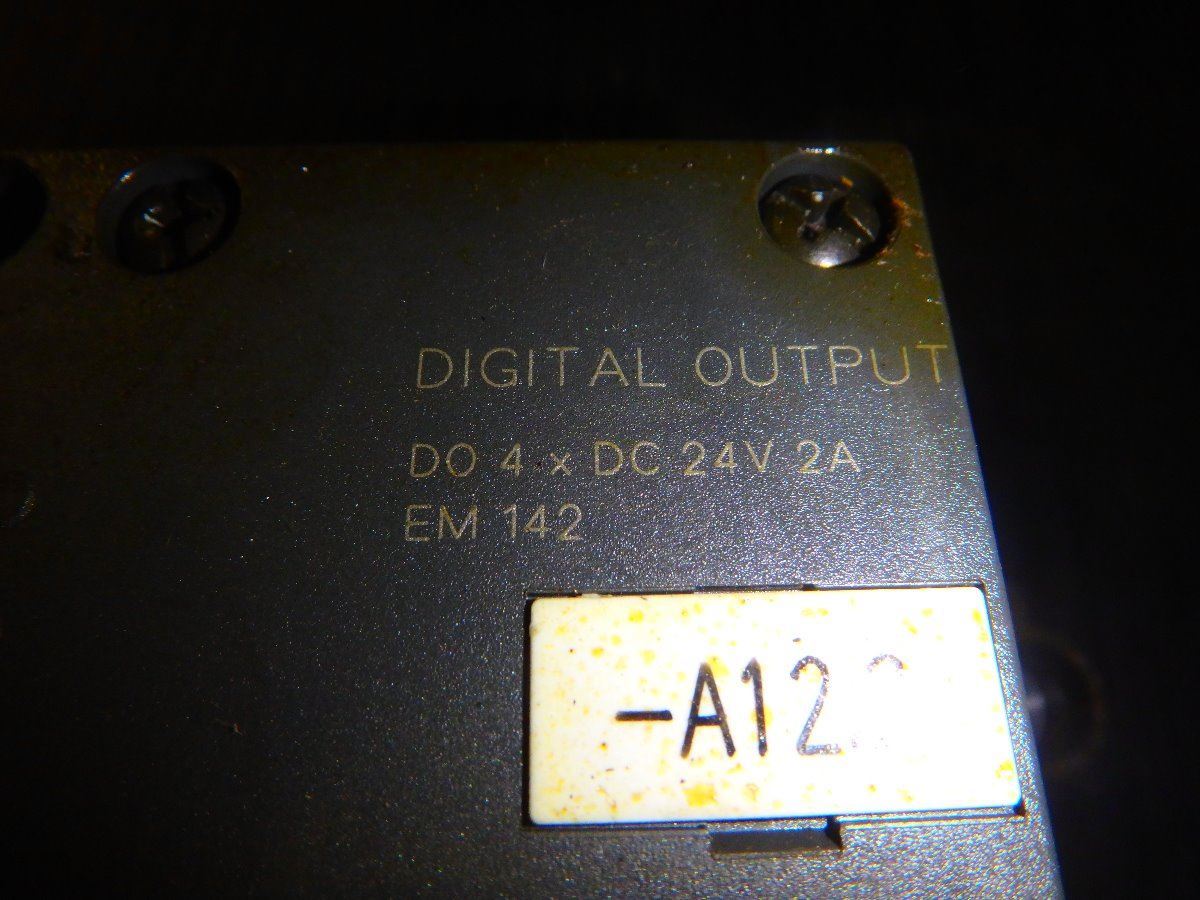 DIGITAL OUTPUT
DO 4 x DC 24V 2A
EM 142